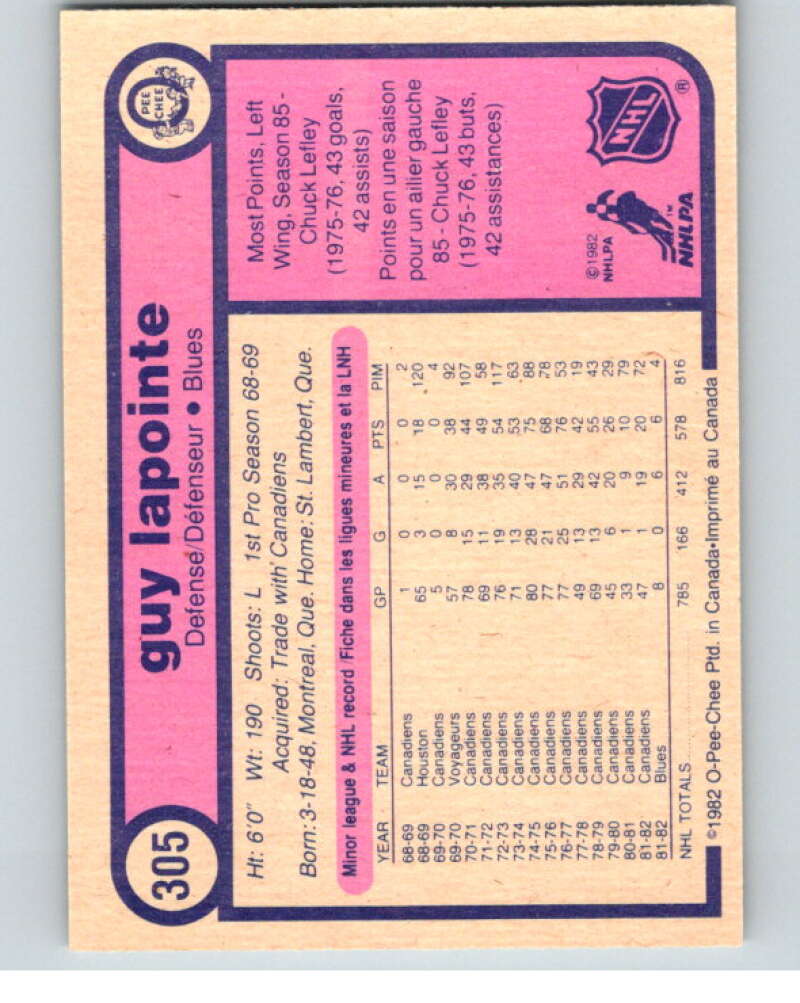 305
guy lapointe
Defense/Défenseur • Blues
O
PEE
CHEE
Ht: 6'0" Wt: 190 Shoots: L 1st Pro Season 68-69
Acquired: Trade with Canadiens
Born: 3-18-48, Montreal, Que. Home: St. Lambert, Que.
Minor league & NHL record/Fiche dans les ligues mineures et la LNH
YEAR TEAM GP G A PTS PIM
68-69 Canadiens 1 0 0 0 2
68-69 Houston 65 3 15 18 120
69-70 Canadiens 5 0 0 0 4
69-70 Voyageurs 57 8 30 38 92
70-71 Canadiens 78 15 29 44 107
71-72 Canadiens 69 11 38 49 58
72-73 Canadiens 76 19 35 54 117
73-74 Canadiens 71 13 40 53 63
74-75 Canadiens 80 28 47 75 88
75-76 Canadiens 77 21 47 68 78
76-77 Canadiens 77 25 51 76 53
77-78 Canadiens 49 13 29 42 19
78-79 Canadiens 69 13 42 55 43
79-80 Canadiens 45 6 20 26 29
80-81 Canadiens 33 1 9 10 79
81-82 Canadiens 47 1 19 20 72
81-82 Blues 8 0 6 6 4
NHL TOTALS 785 166 412 578 816
Most Points, Left
Wing, Season 85 -
Chuck Lefley
(1975-76, 43 goals,
42 assists)
Points en une saison
pour un ailier gauche
85 - Chuck Lefley
(1975-76, 43 buts,
42 assistances)
©1982
NHLPA
NHLPA
™
NHL
®
©1982 O-Pee-Chee Ptd. in Canada•Imprimé au Canada